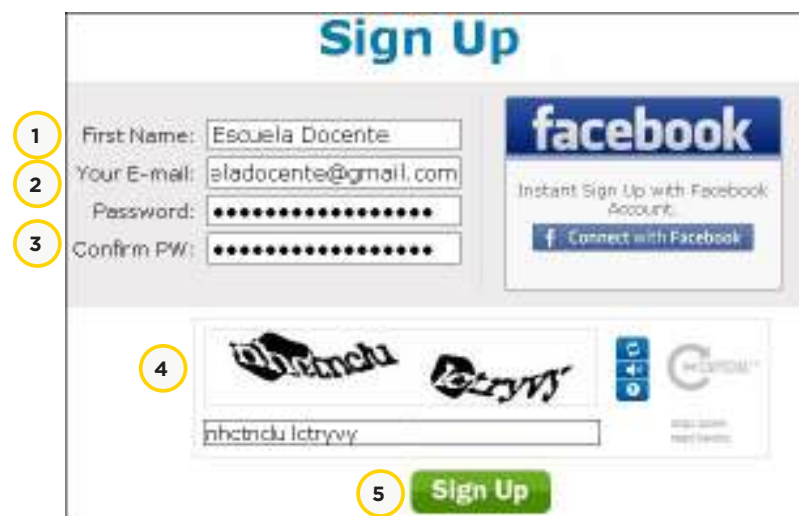 Sign Up
1 First Name: Escuela Docente
2 Your E-mail: eladocente@gmail.com
Password: •••••••••••••••••
3 Confirm PW: •••••••••••••••••
facebook
Instant Sign Up with Facebook
Account.
f Connect with Facebook
4
nhctnclu lctryvy
5 Sign Up